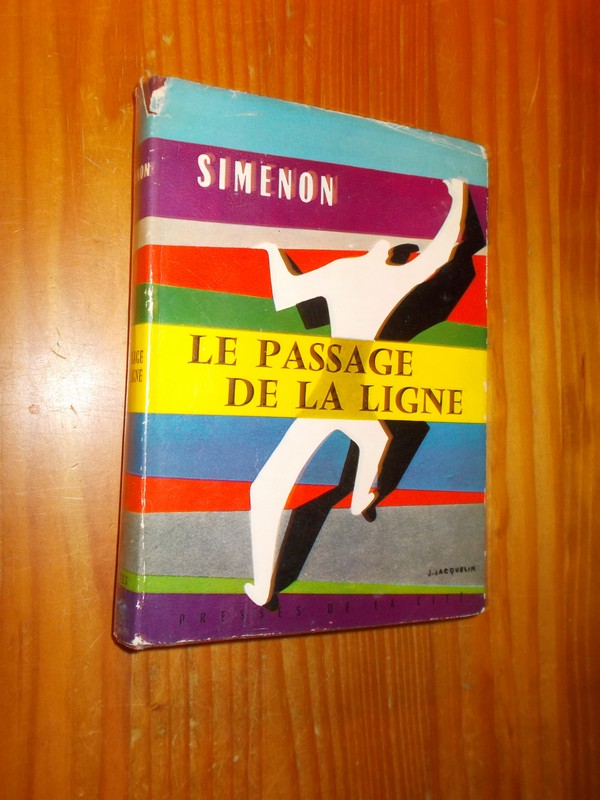 SIMENON
LE PASSAGE
DE LA LIGNE
J. JACQUELIN
PRESSES DE LA CITÉ